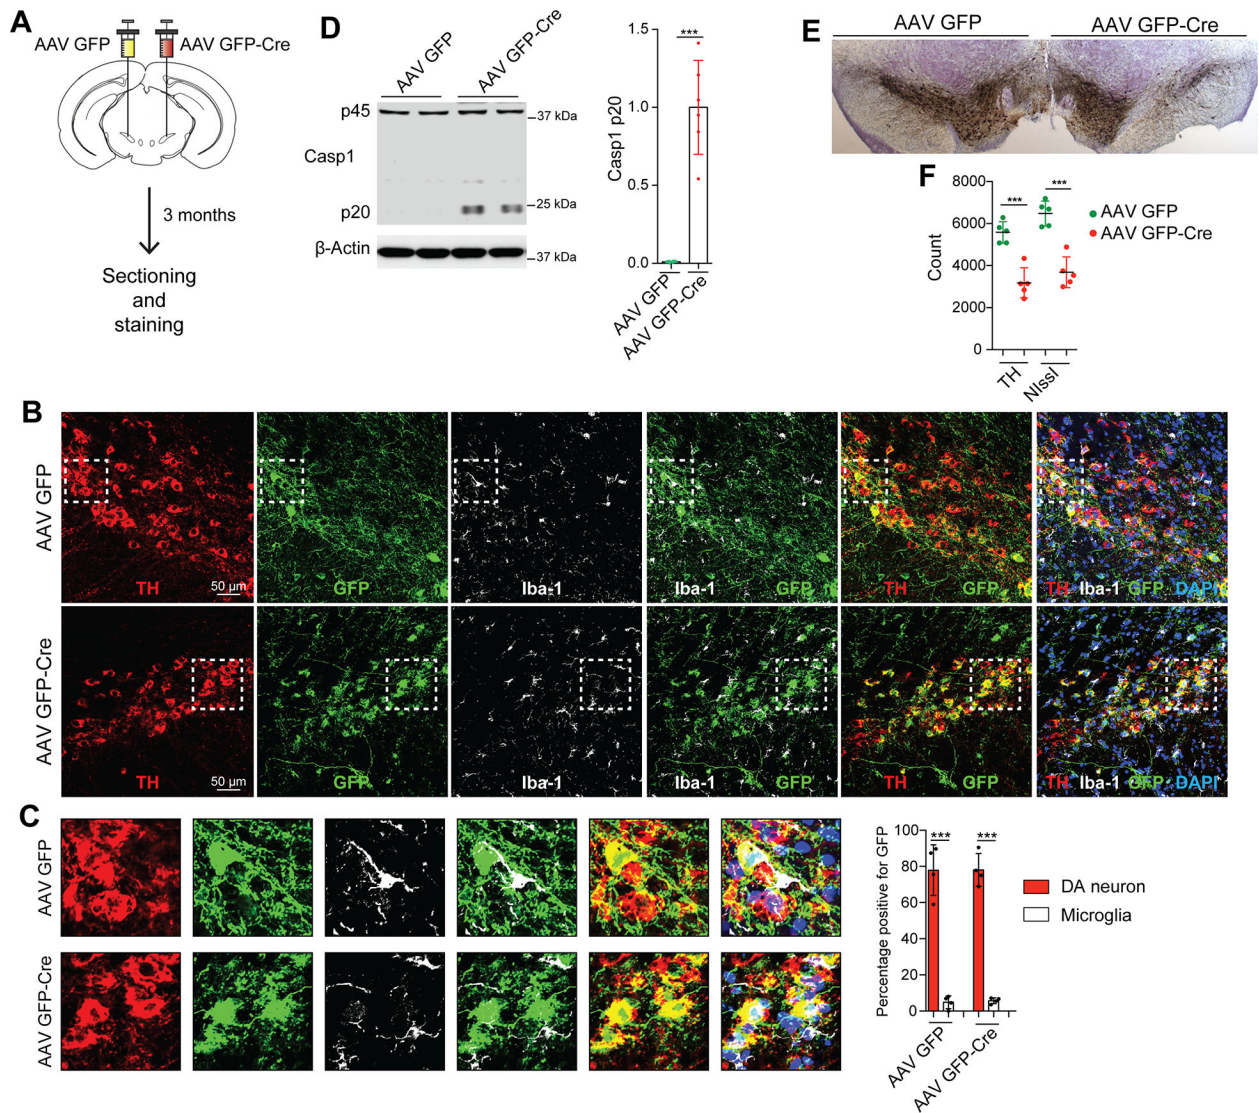 A
AAV GFP
AAV GFP-Cre
3 months
Sectioning
and
staining
D
AAV GFP
AAV GFP-Cre
p45
37 kDa
Casp1
p20
25 kDa
β-Actin
37 kDa
Casp1 p20
1.5
1.0
0.5
0.0
***
AAV GFP
AAV GFP-Cre
E
AAV GFP
AAV GFP-Cre
F
Count
8000
6000
4000
2000
0
***
***
TH
NIssl
AAV GFP
AAV GFP-Cre
B
AAV GFP
TH
50 µm
GFP
Iba-1
Iba-1 GFP
TH GFP
TH Iba-1 GFP DAPI
AAV GFP-Cre
TH
50 µm
GFP
Iba-1
Iba-1 GFP
TH GFP
TH Iba-1 GFP DAPI
C
AAV GFP
AAV GFP-Cre
Percentage positive for GFP
100
80
60
40
20
0
***
***
AAV GFP
AAV GFP-Cre
DA neuron
Microglia